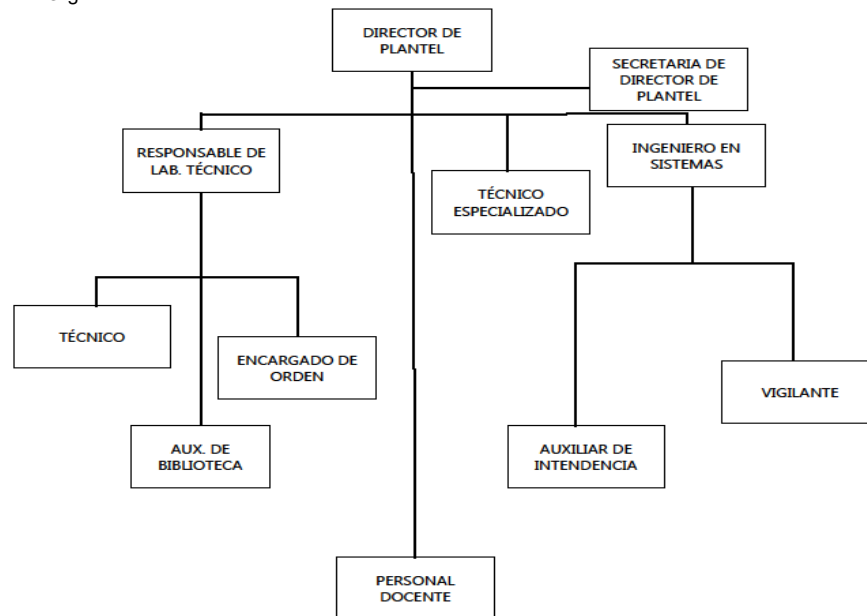 DIRECTOR DE
PLANTEL
SECRETARIA DE
DIRECTOR DE
PLANTEL
RESPONSABLE DE
LAB. TÉCNICO
INGENIERO EN
SISTEMAS
TÉCNICO
ESPECIALIZADO
TÉCNICO
ENCARGADO DE
ORDEN
VIGILANTE
AUX. DE
BIBLIOTECA
AUXILIAR DE
INTENDENCIA
PERSONAL
DOCENTE